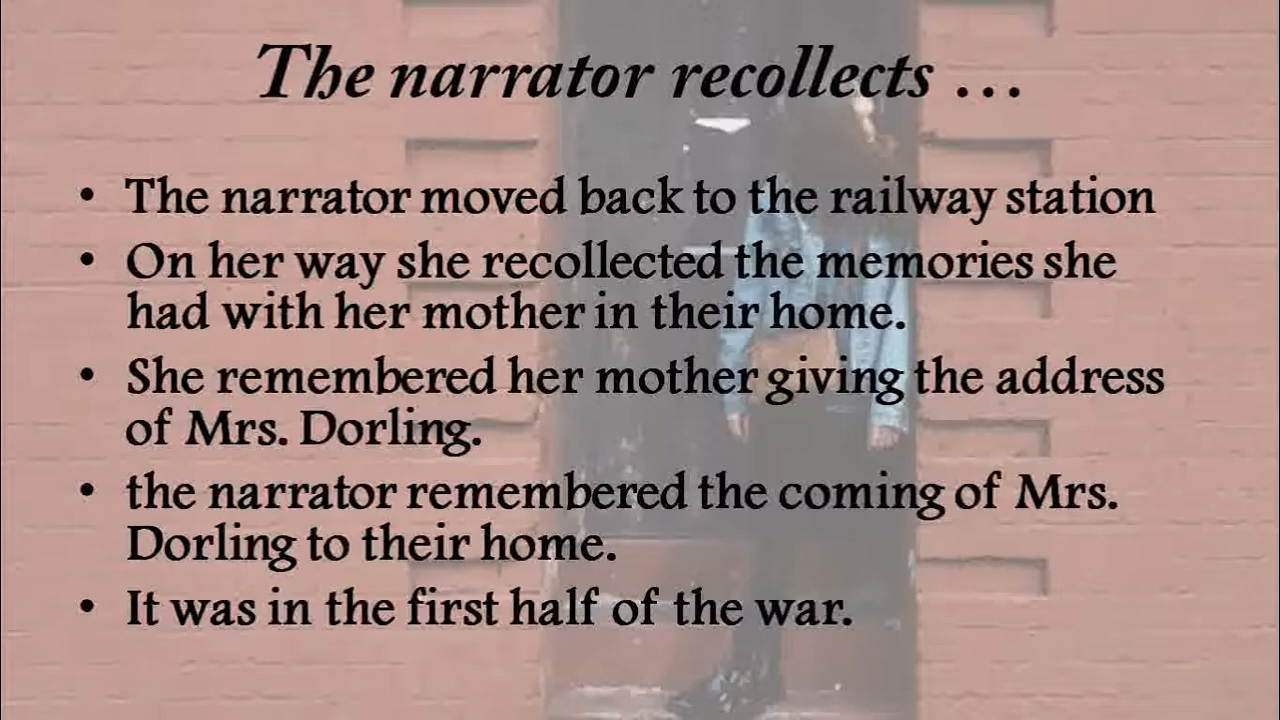 The narrator recollects ...
• The narrator moved back to the railway station
• On her way she recollected the memories she
had with her mother in their home.
• She remembered her mother giving the address
of Mrs. Dorling.
• the narrator remembered the coming of Mrs.
Dorling to their home.
• It was in the first half of the war.